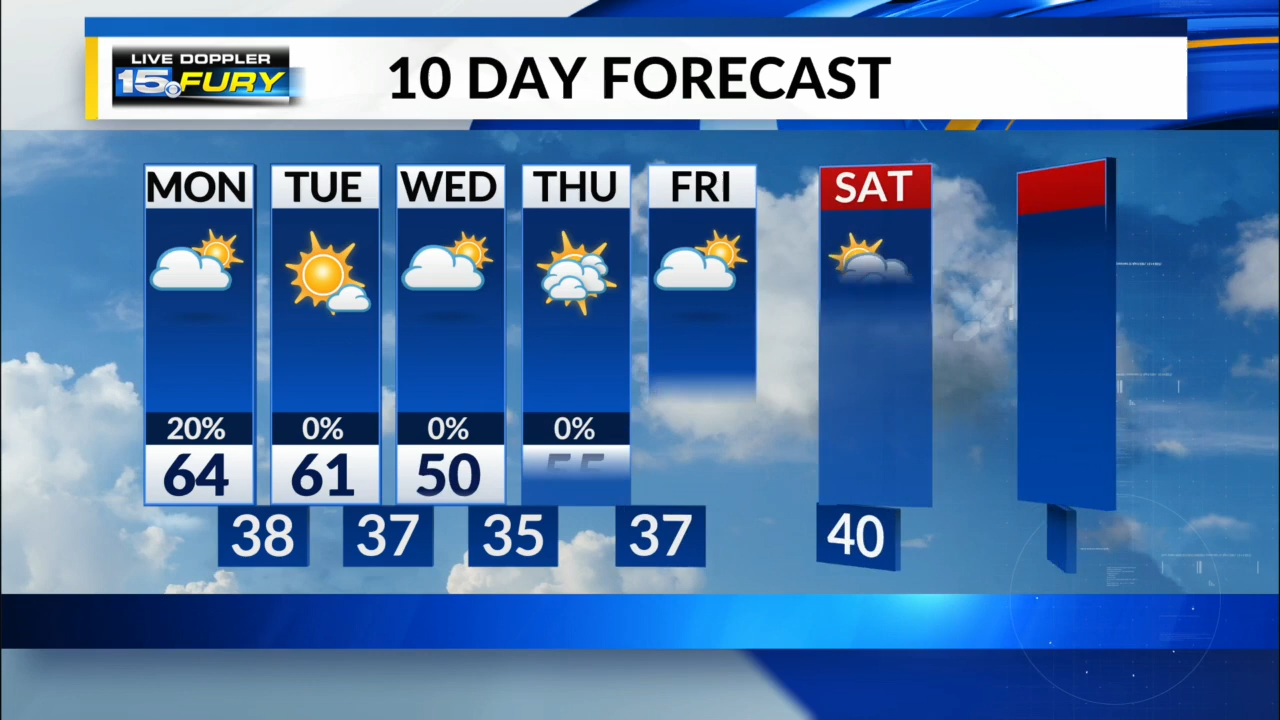 LIVE DOPPLER
15 FURY
10 DAY FORECAST
MON TUE WED THU FRI SAT
20% 0% 0% 0%
64 61 50 55
38 37 35 37 40